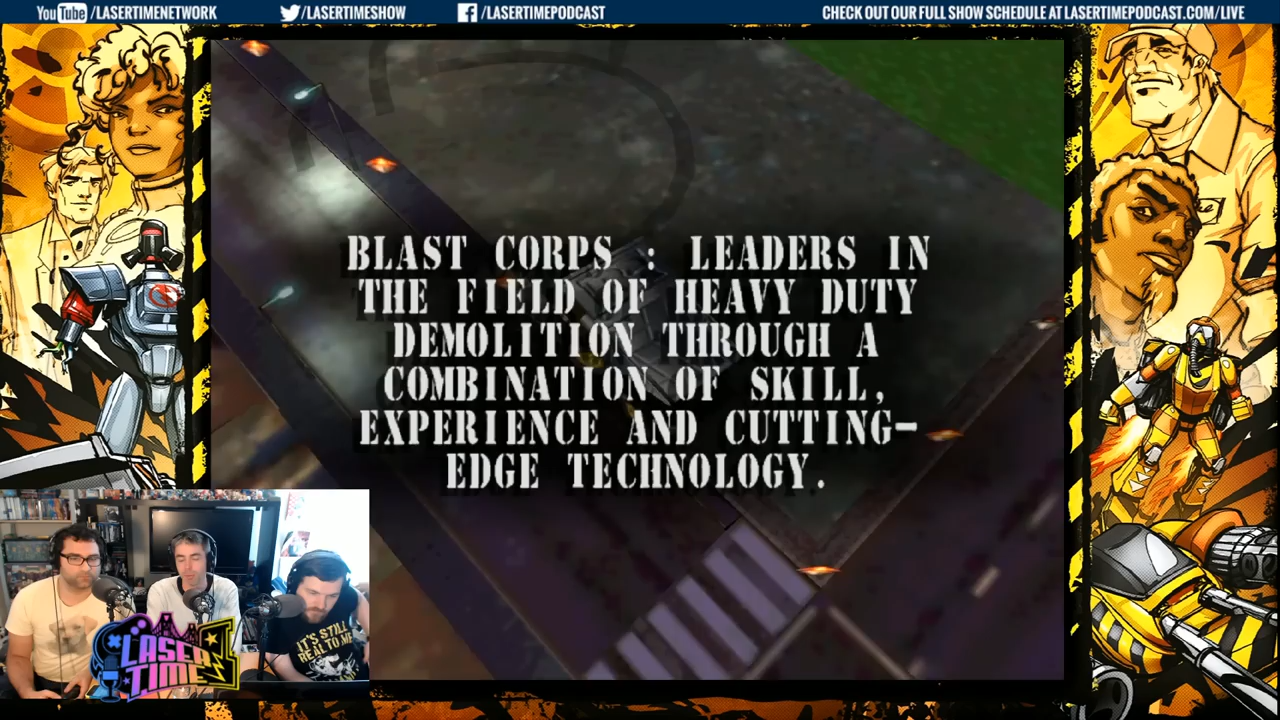 YouTube /LASERTIMENETWORK
/LASERTIMESHOW
/LASERTIMEPODCAST
CHECK OUT OUR FULL SHOW SCHEDULE AT LASERTIMEPODCAST.COM/LIVE
BLAST CORPS : LEADERS IN
THE FIELD OF HEAVY DUTY
DEMOLITION THROUGH A
COMBINATION OF SKILL,
EXPERIENCE AND CUTTING-
EDGE TECHNOLOGY.
IT'S STILL
REAL TO ME
LASER
TIME